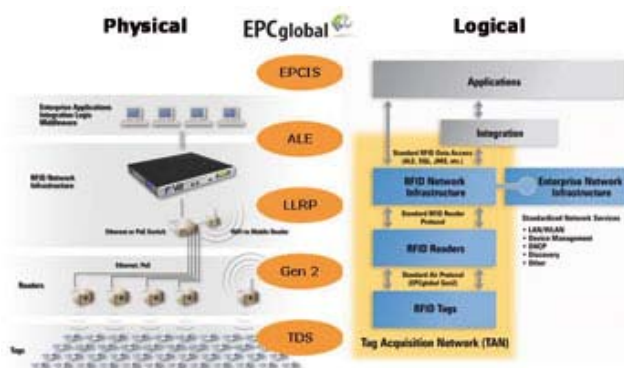 Physical
EPCglobal
Logical
EPCIS
ALE
LLRP
Gen 2
TDS
Enterprise Applications
Integration Logic
Middleware
RFID Network
Infrastructure
Ethernet or PoE Switch
WiFi to Mobile Reader
Ethernet, PoE
Readers
Tags
Applications
Integration
Standard RFID Data Access
(ALE, SQL, JMS, etc.)
RFID Network
Infrastructure
Enterprise Network
Infrastructure
Standard RFID Reader
Protocol
RFID Readers
Standardized Network Services
• LAN/WLAN
• Device Management
• DHCP
• Discovery
• Other
Standard Air Protocol
(EPCglobal Gen2)
RFID Tags
Tag Acquisition Network (TAN)